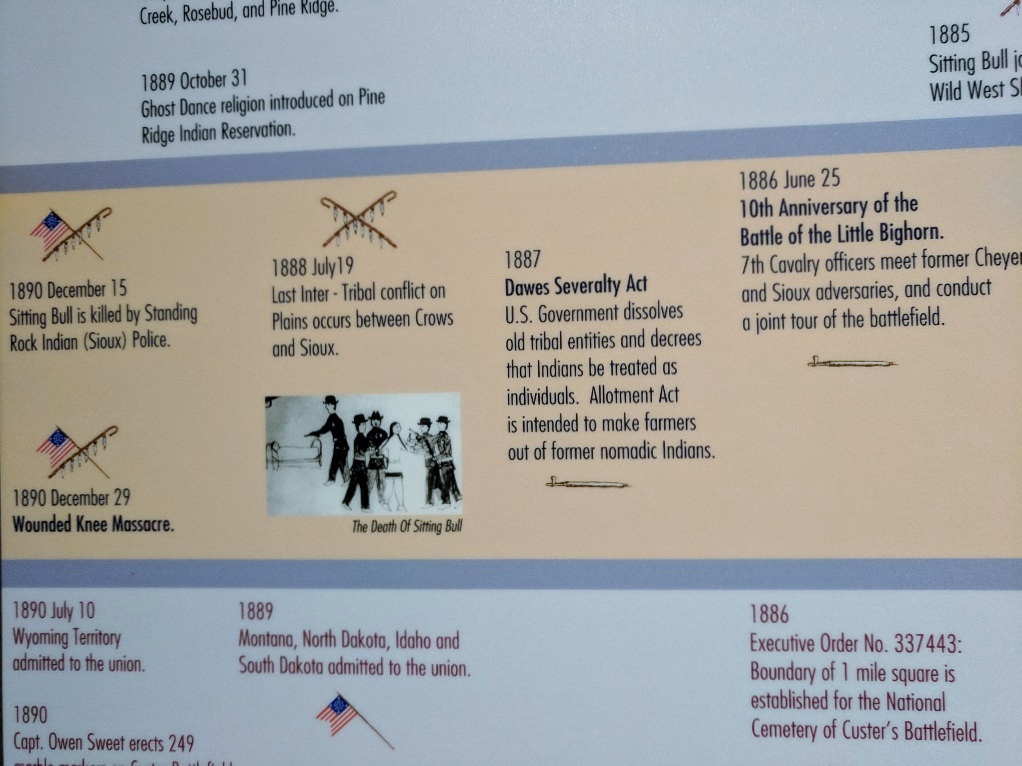 Creek, Rosebud, and Pine Ridge.
1889 October 31
Ghost Dance religion introduced on Pine
Ridge Indian Reservation.
1885
Sitting Bull
Wild West
1890 December 15
Sitting Bull is killed by Standing
Rock Indian (Sioux) Police.
1890 December 29
Wounded Knee Massacre.
1888 July19
Last Inter - Tribal conflict on
Plains occurs between Crows
and Sioux.
The Death Of Sitting Bull
1887
Dawes Severalty Act
U.S. Government dissolves
old tribal entities and decrees
that Indians be treated as
individuals. Allotment Act
is intended to make farmers
out of former nomadic Indians.
1886 June 25
10th Anniversary of the
Battle of the Little Bighorn.
7th Cavalry officers meet former Cheyen
and Sioux adversaries, and conduct
a joint tour of the battlefield.
1890 July 10
Wyoming Territory
admitted to the union.
1890
Capt. Owen Sweet erects 249
1889
Montana, North Dakota, Idaho and
South Dakota admitted to the union.
1886
Executive Order No. 337443:
Boundary of 1 mile square is
established for the National
Cemetery of Custer's Battlefield.